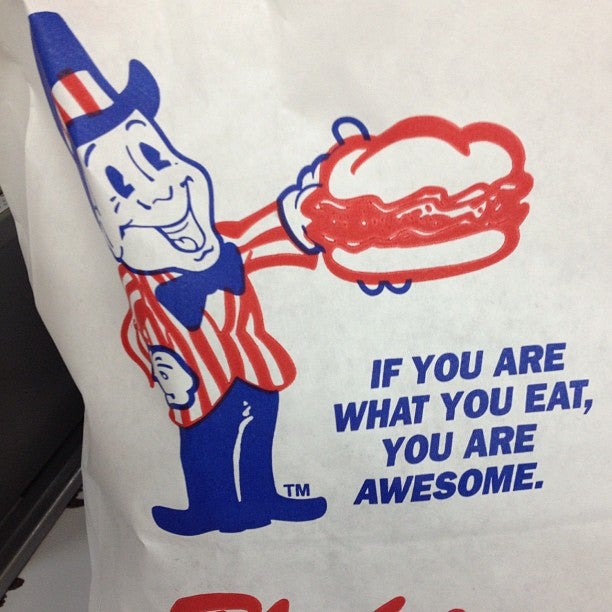 TM
IF YOU ARE
WHAT YOU EAT,
YOU ARE
AWESOME.